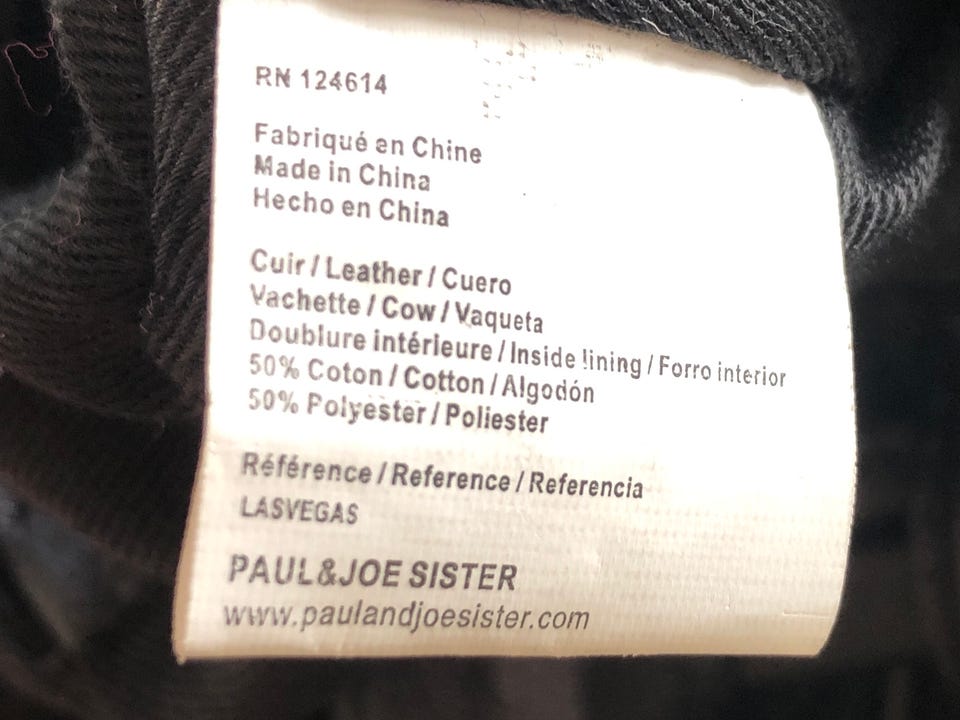 RN 124614
Fabriqué en Chine
Made in China
Hecho en China
Cuir / Leather / Cuero
Vachette / Cow / Vaqueta
Doublure intérieure / Inside lining / Forro interior
50% Coton / Cotton / Algodón
50% Polyester / Poliester
Référence / Reference / Referencia
LASVEGAS
PAUL&JOE SISTER
www.paulandjoesister.com